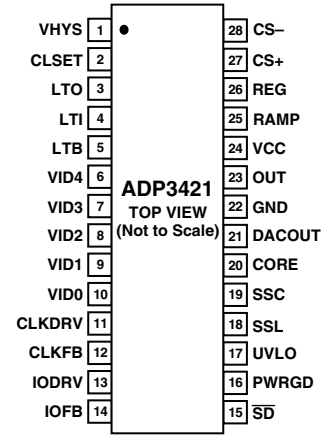 VHYS 1 28 CS–
CLSET 2 27 CS+
LTO 3 26 REG
LTI 4 25 RAMP
LTB 5 24 VCC
VID4 6 23 OUT
ADP3421
VID3 7 22 GND
TOP VIEW
VID2 8 (Not to Scale) 21 DACOUT
VID1 9 20 CORE
VID0 10 19 SSC
CLKDRV 11 18 SSL
CLKFB 12 17 UVLO
IODRV 13 16 PWRGD
IOFB 14 15 S̅D̅